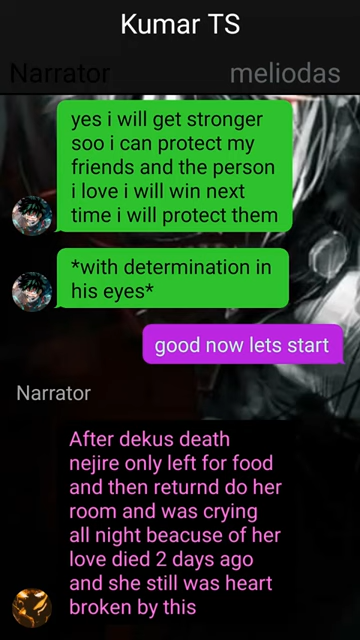 Kumar TS
Narrator
meliodas
yes i will get stronger
soo i can protect my
friends and the person
i love i will win next
time i will protect them
*with determination in
his eyes*
good now lets start
Narrator
After dekus death
nejire only left for food
and then returnd do her
room and was crying
all night beacuse of her
love died 2 days ago
and she still was heart
broken by this